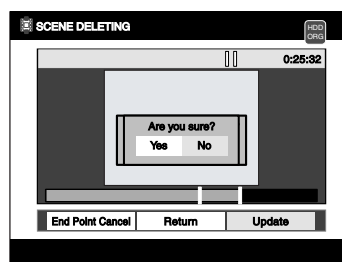 SCENE DELETING
HDD
ORG
0:25:32
Are you sure?
Yes No
End Point Cancel Return Update